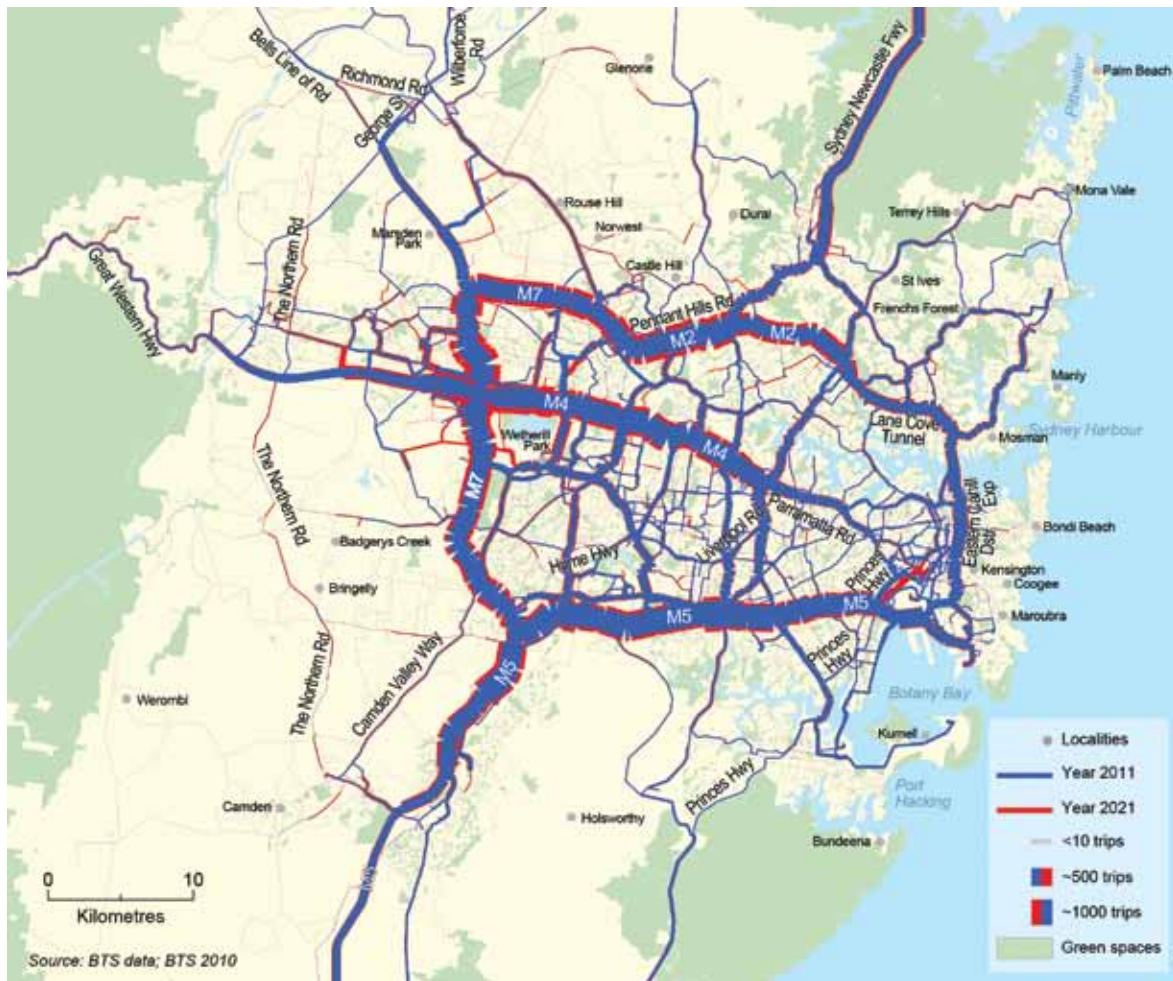 Bells Line of Rd
Richmond Rd
Wilberforce
Rd
George St
Glenorie
Sydney Newcastle Fwy
Pittwater
Palm Beach
Mona Vale
Terrey Hills
Rouse Hill
Dural
Norwest
Marsden
Park
Castle Hill
St Ives
Frenchs Forest
Great Western Hwy
The Northern Rd
M7
Pennant Hills Rd
M2
M2
Manly
M4
Lane Cove
Tunnel
Mosman
Sydney Harbour
Wetherill
Park
M4
M7
The Northern Rd
Parramatta Rd
Liverpool Rd
Eastern
Dstr
Cahill
Exp
Bondi Beach
Badgerys Creek
Hume Hwy
Princes
Hwy
Kensington
Coogee
Bringelly
M5
M5
Maroubra
Camden Valley Way
M5
Princes
Hwy
The Northern Rd
Werombi
Botany Bay
Kurnell
Port
Hacking
Princes Hwy
Camden
Holsworthy
Bundeena
M5
0 10
Kilometres
Source: BTS data; BTS 2010
Localities
Year 2011
Year 2021
<10 trips
~500 trips
~1000 trips
Green spaces